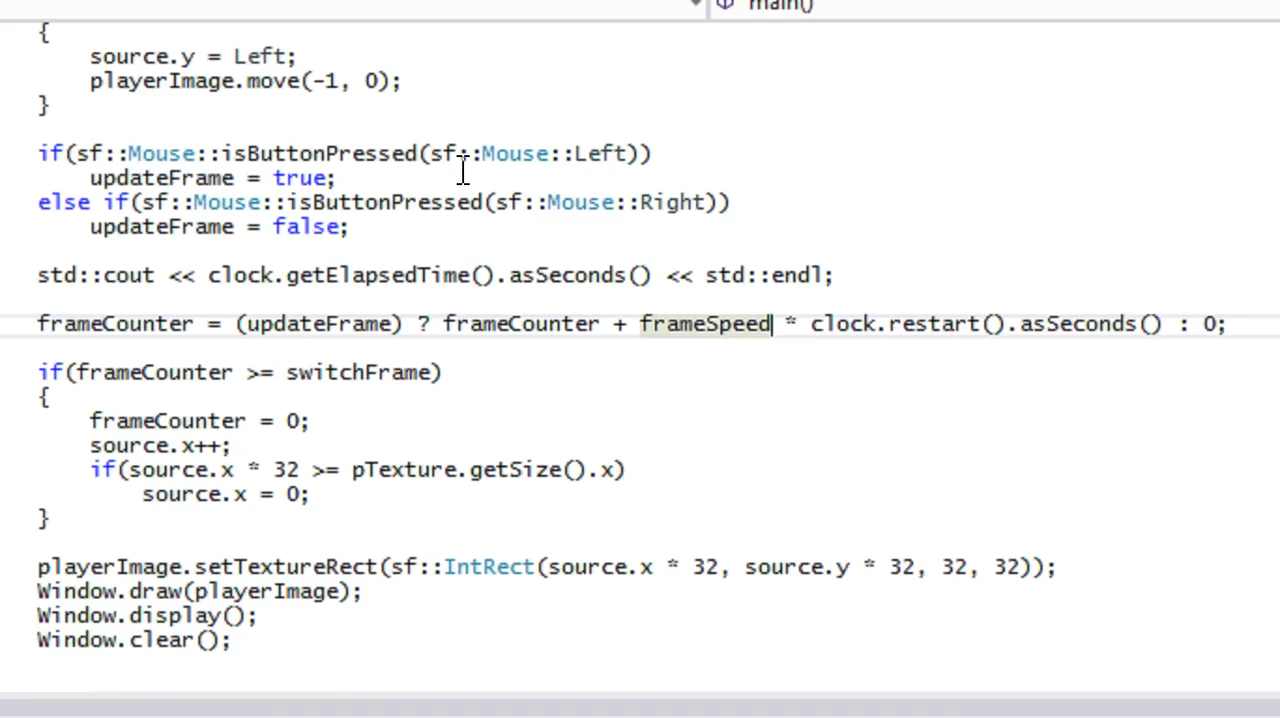 main()
{
source.y = Left;
playerImage.move(-1, 0);
}
if(sf::Mouse::isButtonPressed(sf::Mouse::Left))
updateFrame = true;
else if(sf::Mouse::isButtonPressed(sf::Mouse::Right))
updateFrame = false;
std::cout << clock.getElapsedTime().asSeconds() << std::endl;
frameCounter = (updateFrame) ? frameCounter + frameSpeed * clock.restart().asSeconds() : 0;
if(frameCounter >= switchFrame)
{
frameCounter = 0;
source.x++;
if(source.x * 32 >= pTexture.getSize().x)
source.x = 0;
}
playerImage.setTextureRect(sf::IntRect(source.x * 32, source.y * 32, 32, 32));
Window.draw(playerImage);
Window.display();
Window.clear();